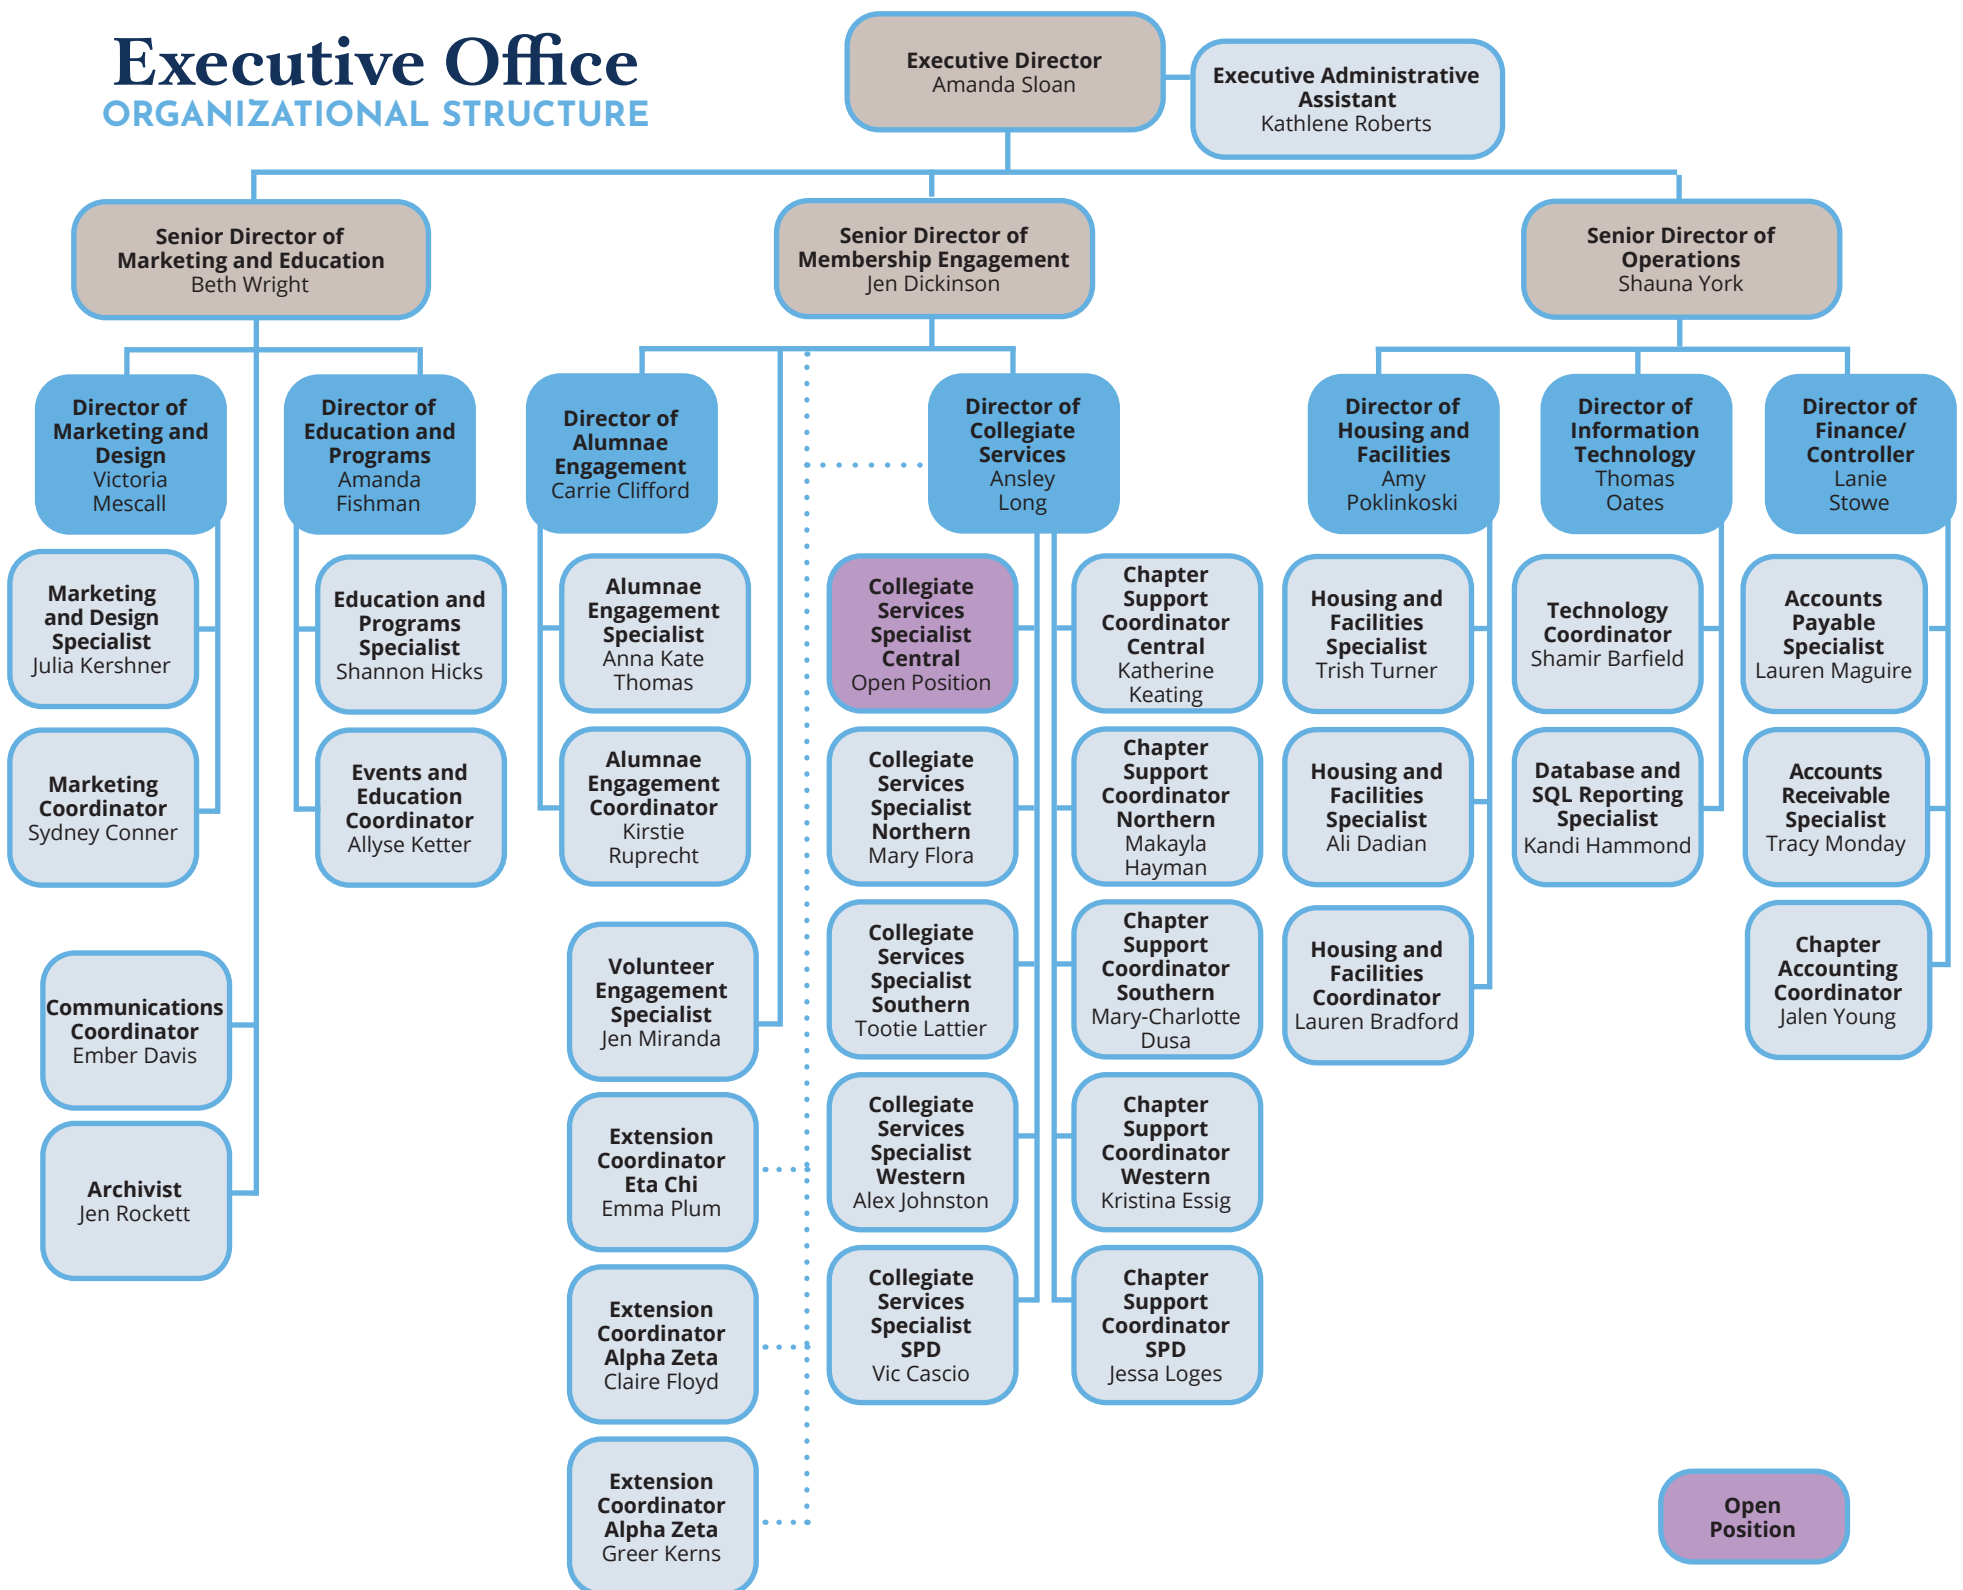 Executive Office
ORGANIZATIONAL STRUCTURE
Executive Director
Amanda Sloan
Executive Administrative
Assistant
Kathlene Roberts
Senior Director of
Marketing and Education
Beth Wright
Senior Director of
Membership Engagement
Jen Dickinson
Senior Director of
Operations
Shauna York
Director of
Marketing and
Design
Victoria
Mescall
Director of
Education and
Programs
Amanda
Fishman
Director of
Alumnae
Engagement
Carrie Clifford
Director of
Collegiate
Services
Ansley
Long
Director of
Housing and
Facilities
Amy
Poklinkoski
Director of
Information
Technology
Thomas
Oates
Director of
Finance/
Controller
Lanie
Stowe
Marketing
and Design
Specialist
Julia Kershner
Education and
Programs
Specialist
Shannon Hicks
Alumnae
Engagement
Specialist
Anna Kate
Thomas
Collegiate
Services
Specialist
Central
Open Position
Chapter
Support
Coordinator
Central
Katherine
Keating
Housing and
Facilities
Specialist
Trish Turner
Technology
Coordinator
Shamir Barfield
Accounts
Payable
Specialist
Lauren Maguire
Marketing
Coordinator
Sydney Conner
Events and
Education
Coordinator
Allyse Ketter
Alumnae
Engagement
Coordinator
Kirstie
Ruprecht
Collegiate
Services
Specialist
Northern
Mary Flora
Chapter
Support
Coordinator
Northern
Makayla
Hayman
Housing and
Facilities
Specialist
Ali Dadian
Database and
SQL Reporting
Specialist
Kandi Hammond
Accounts
Receivable
Specialist
Tracy Monday
Communications
Coordinator
Ember Davis
Volunteer
Engagement
Specialist
Jen Miranda
Collegiate
Services
Specialist
Southern
Tootie Lattier
Chapter
Support
Coordinator
Southern
Mary-Charlotte
Dusa
Housing and
Facilities
Coordinator
Lauren Bradford
Chapter
Accounting
Coordinator
Jalen Young
Archivist
Jen Rockett
Extension
Coordinator
Eta Chi
Emma Plum
Collegiate
Services
Specialist
Western
Alex Johnston
Chapter
Support
Coordinator
Western
Kristina Essig
Extension
Coordinator
Alpha Zeta
Claire Floyd
Collegiate
Services
Specialist
SPD
Vic Cascio
Chapter
Support
Coordinator
SPD
Jessa Loges
Extension
Coordinator
Alpha Zeta
Greer Kerns
Open
Position